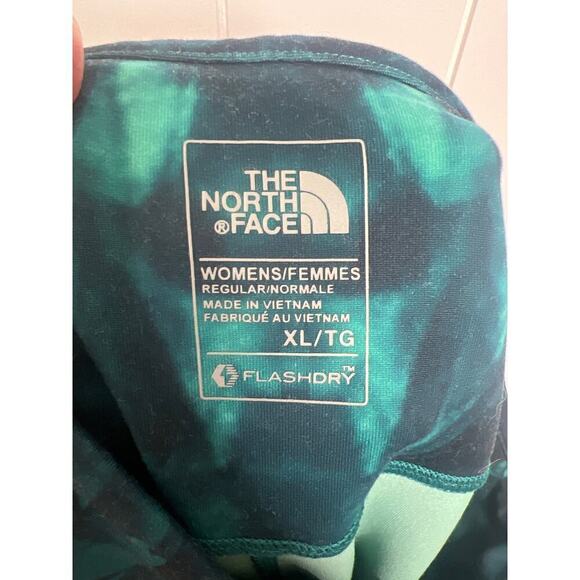 THE
NORTH
®FACE
WOMENS/FEMMES
REGULAR/NORMALE
MADE IN VIETNAM
FABRIQUÉ AU VIETNAM
XL/TG
FLASHDRY™